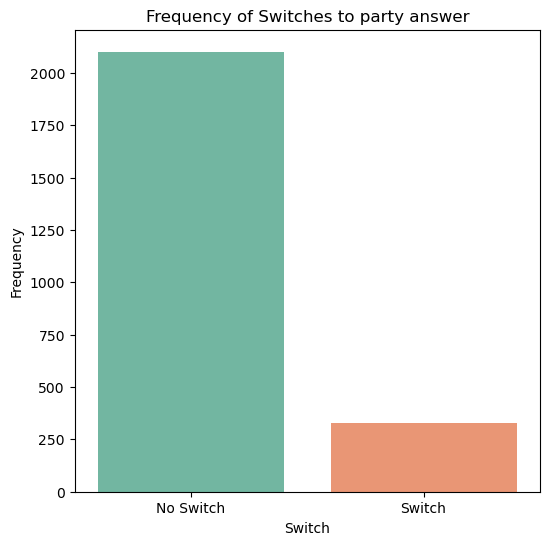 Frequency of Switches to party answer
2000
1750
1500
1250
1000
750
500
250
0
Frequency
No Switch
Switch
Switch